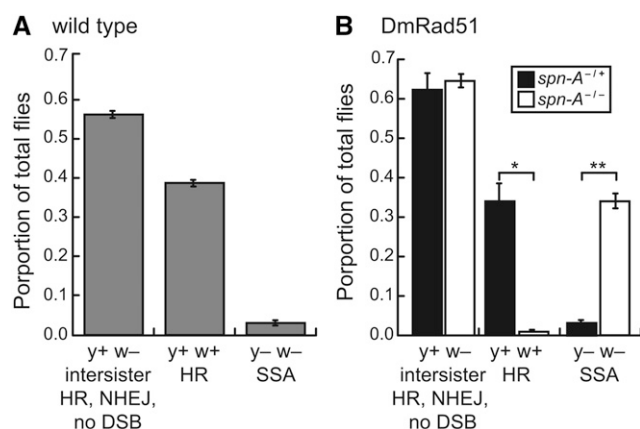 A wild type
Porportion of total flies
0.7
0.6
0.5
0.4
0.3
0.2
0.1
0.0
y+ w– y+ w+ y– w–
intersister HR SSA
HR, NHEJ,
no DSB
B DmRad51
Porportion of total flies
0.7
0.6
0.5
0.4
0.3
0.2
0.1
0.0
spn-A–/+
spn-A–/–
*
**
y+ w– y+ w+ y– w–
intersister HR SSA
HR, NHEJ,
no DSB